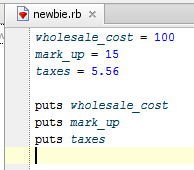 newbie.rb
wholesale_cost = 100
mark_up = 15
taxes = 5.56
puts wholesale_cost
puts mark_up
puts taxes